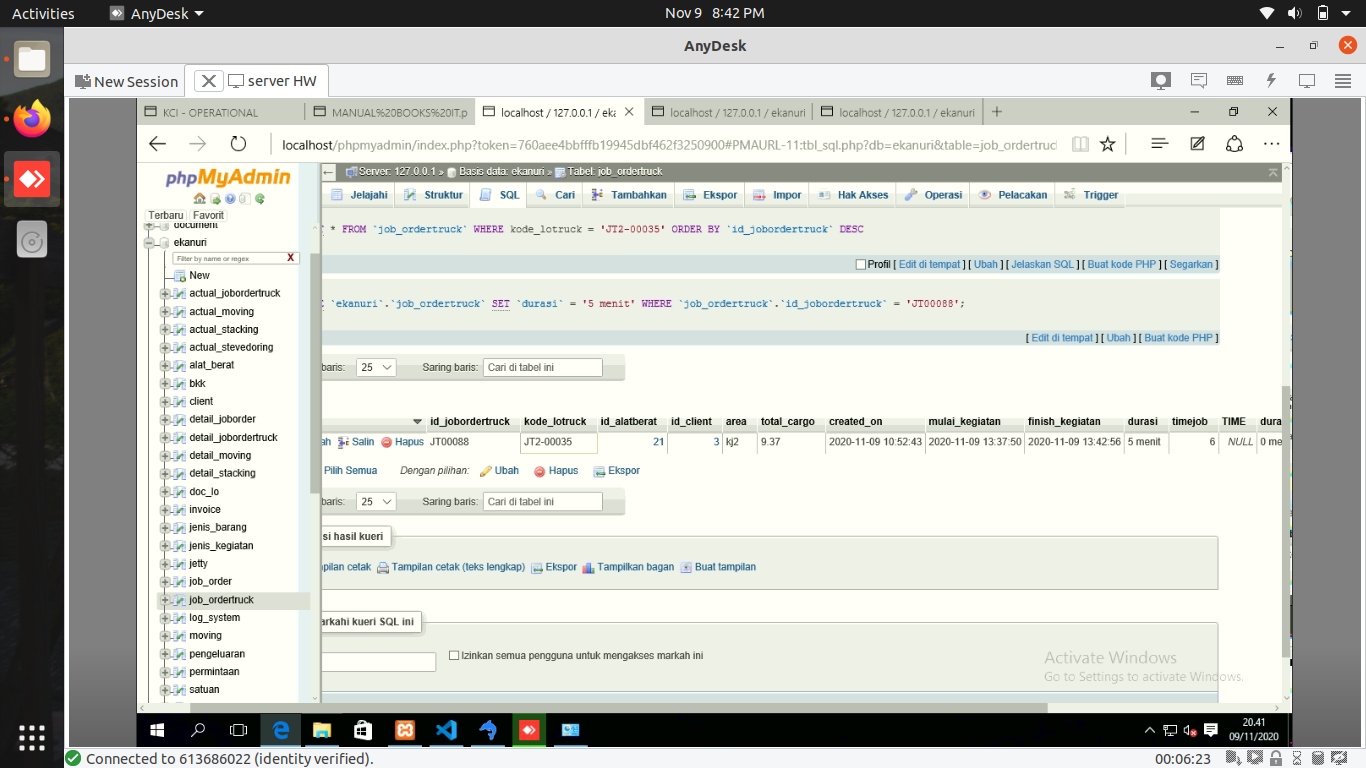 Activities AnyDesk Nov 9 8:42 PM
AnyDesk
New Session server HW
KCI - OPERATIONAL MANUAL%20BOOKS%20IT.p localhost / 127.0.0.1 / eka localhost / 127.0.0.1 / ekanuri localhost / 127.0.0.1 / ekanuri
localhost/phpmyadmin/index.php?token=760aee4bbfffb19945dbf462f3250900#PMAURL-11:tbl_sql.php?db=ekanuri&table=job_ordertruc
phpMyAdmin
Terbaru Favorit
document
ekanuri
Filter by name or regex X
New
actual_jobordertruck
actual_moving
actual_stacking
actual_stevedoring
alat_berat
bkk
client
detail_joborder
detail_jobordertruck
detail_moving
detail_stacking
doc_lo
invoice
jenis_barang
jenis_kegiatan
jetty
job_order
job_ordertruck
log_system
moving
pengeluaran
permintaan
satuan
Server: 127.0.0.1 » Basis data: ekanuri » Tabel: job_ordertruck
Jelajahi Struktur SQL Cari Tambahkan Ekspor Impor Hak Akses Operasi Pelacakan Trigger
* FROM `job_ordertruck` WHERE kode_lotruck = 'JT2-00035' ORDER BY `id_jobordertruck` DESC
Profil [ Edit di tempat ] [ Ubah ] [ Jelaskan SQL ] [ Buat kode PHP ] [ Segarkan ]
`ekanuri`.`job_ordertruck` SET `durasi` = '5 menit' WHERE `job_ordertruck`.`id_jobordertruck` = 'JT00088';
[ Edit di tempat ] [ Ubah ] [ Buat kode PHP ]
baris: 25 Saring baris: Cari di tabel ini
id_jobordertruck kode_lotruck id_alatberat id_client area total_cargo created_on mulai_kegiatan finish_kegiatan durasi timejob TIME dura
ah Salin Hapus JT00088 JT2-00035 21 3 kj2 9.37 2020-11-09 10:52:43 2020-11-09 13:37:50 2020-11-09 13:42:56 5 menit 6 NULL 0 me
Pilih Semua Dengan pilihan: Ubah Hapus Ekspor
baris: 25 Saring baris: Cari di tabel ini
si hasil kueri
pilan cetak Tampilan cetak (teks lengkap) Ekspor Tampilkan bagan Buat tampilan
arkahi kueri SQL ini
Izinkan semua pengguna untuk mengakses markah ini
Activate Windows
Go to Settings to activate Windows.
20.41
09/11/2020
Connected to 613686022 (identity verified). 00:06:23